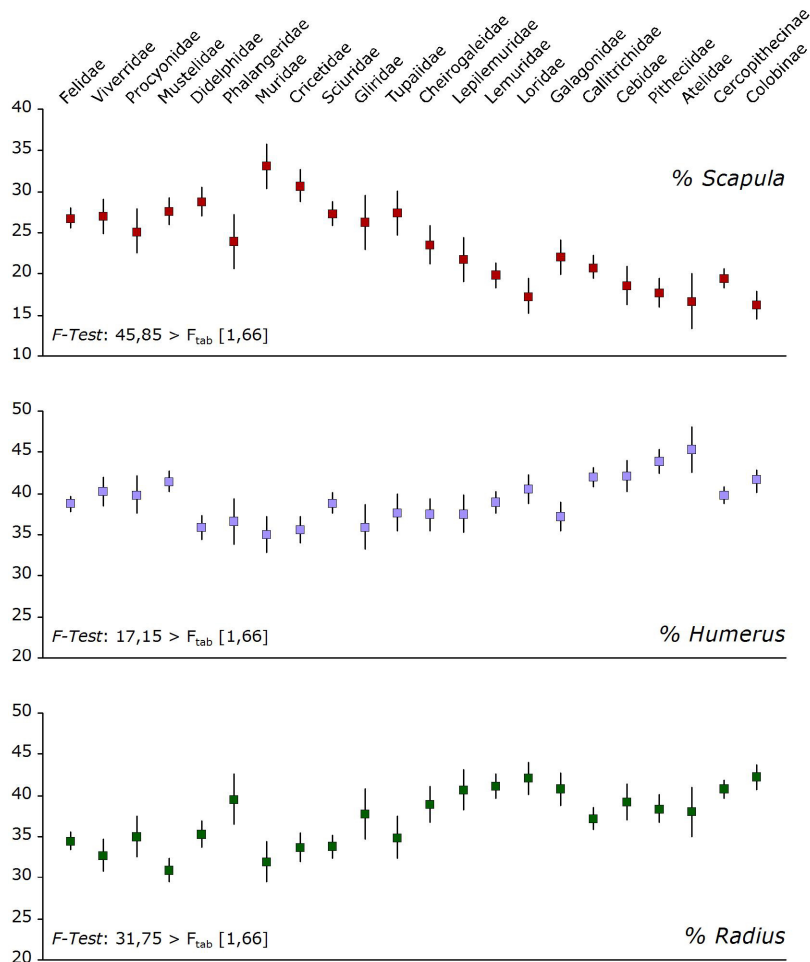 Felidae
Viverridae
Procyonidae
Mustelidae
Didelphidae
Phalangeridae
Muridae
Cricetidae
Sciuridae
Gliridae
Tupaiidae
Cheirogaleidae
Lepilemuridae
Lemuridae
Loridae
Galagonidae
Callitrichidae
Cebidae
Pitheciidae
Atelidae
Cercopithecinae
Colobinae
40
35
30
25
20
15
10
% Scapula
F-Test: 45,85 > Ftab [1,66]
50
45
40
35
30
25
20
F-Test: 17,15 > Ftab [1,66]
% Humerus
50
45
40
35
30
25
20
F-Test: 31,75 > Ftab [1,66]
% Radius